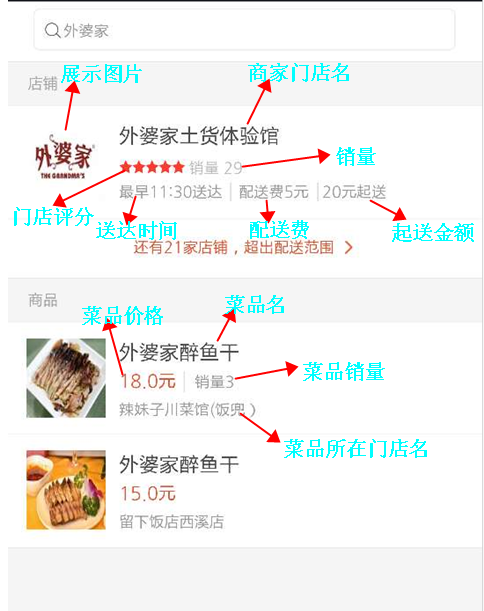 外婆家
店铺
展示图片
商家门店名
外婆家
THE GRANDMA'S
外婆家土货体验馆
销量 29
销量
最早11:30送达
配送费5元
20元起送
门店评分
送达时间
配送费
起送金额
还有21家店铺，超出配送范围
商品
菜品价格
菜品名
外婆家醉鱼干
18.0元
销量3
菜品销量
辣妹子川菜馆(饭兜 )
菜品所在门店名
外婆家醉鱼干
15.0元
留下饭店西溪店